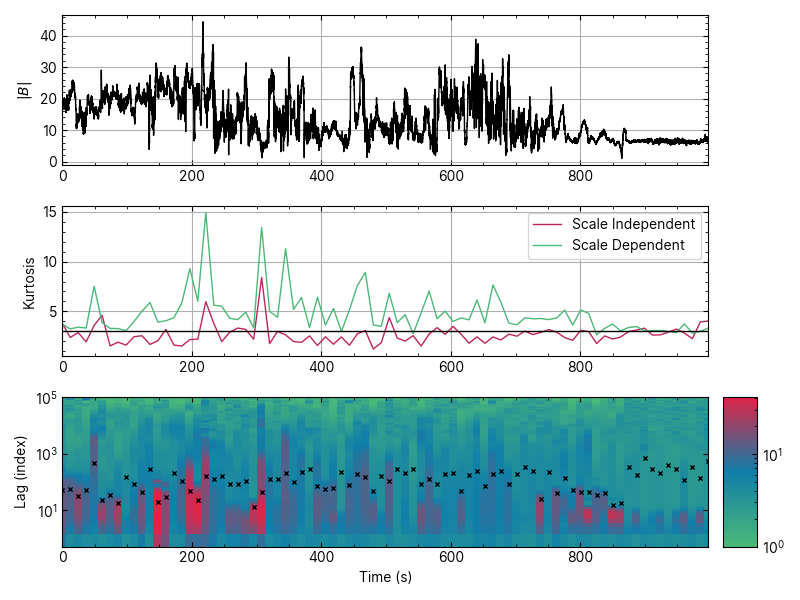 40
30
20
10
0
|B|
0 200 400 600 800
15
10
5
Kurtosis
Scale Independent
Scale Dependent
0 200 400 600 800
10^5
10^3
10^1
Lag (index)
10^1
10^0
0 200 400 600 800
Time (s)